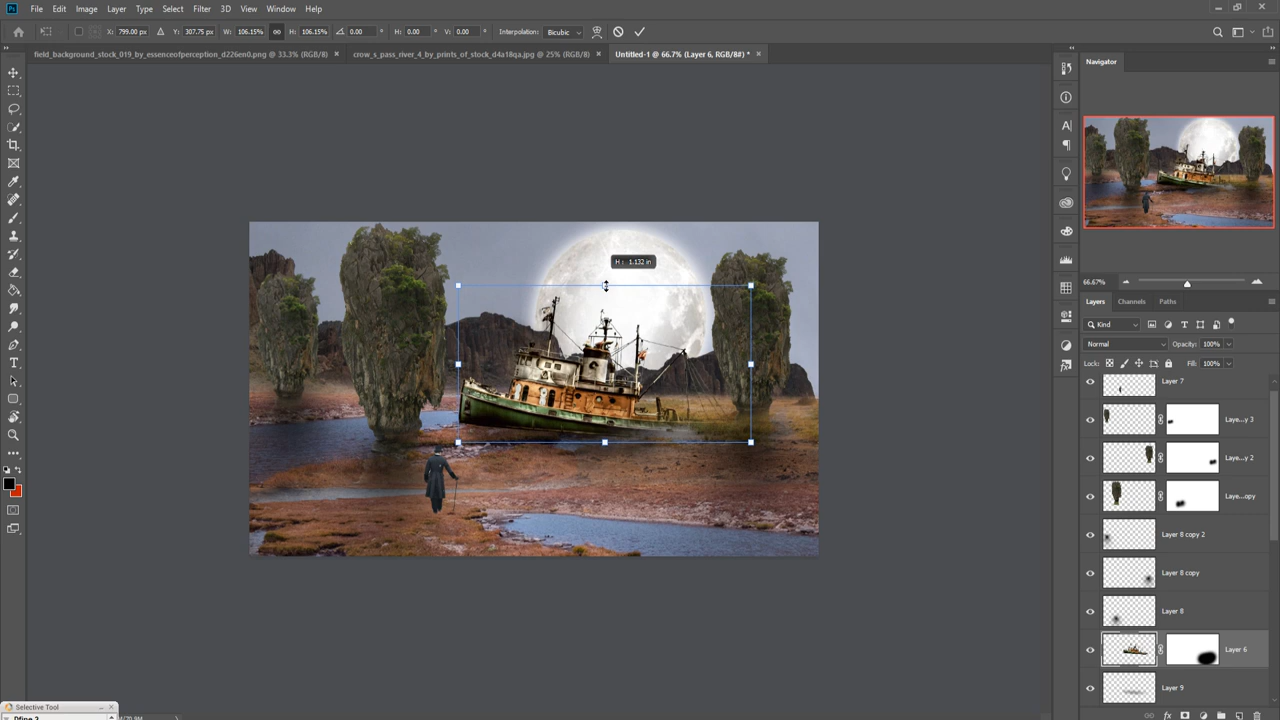 Ps File Edit Image Layer Type Select Filter 3D View Window Help
X: 799.00 px Y: 307.75 px W: 106.15% H: 106.15% 0.00 ° H: 0.00 ° V: 0.00 ° Interpolation: Bicubic
field_background_stock_019_by_essenceofperception_d226en0.png @ 33.3% (RGB/8) × crow_s_pass_river_4_by_prints_of_stock_d4a18qa.jpg @ 25% (RGB/8) × Untitled-1 @ 66.7% (Layer 6, RGB/8#) * ×
Navigator
H: 1.132 in
66.67%
Layers Channels Paths
Kind
Normal Opacity: 100%
Lock: Fill: 100%
Layer 7
Laye...y 3
Laye...y 2
Laye...opy
Layer 8 copy 2
Layer 8 copy
Layer 8
Layer 6
Layer 9
Selective Tool